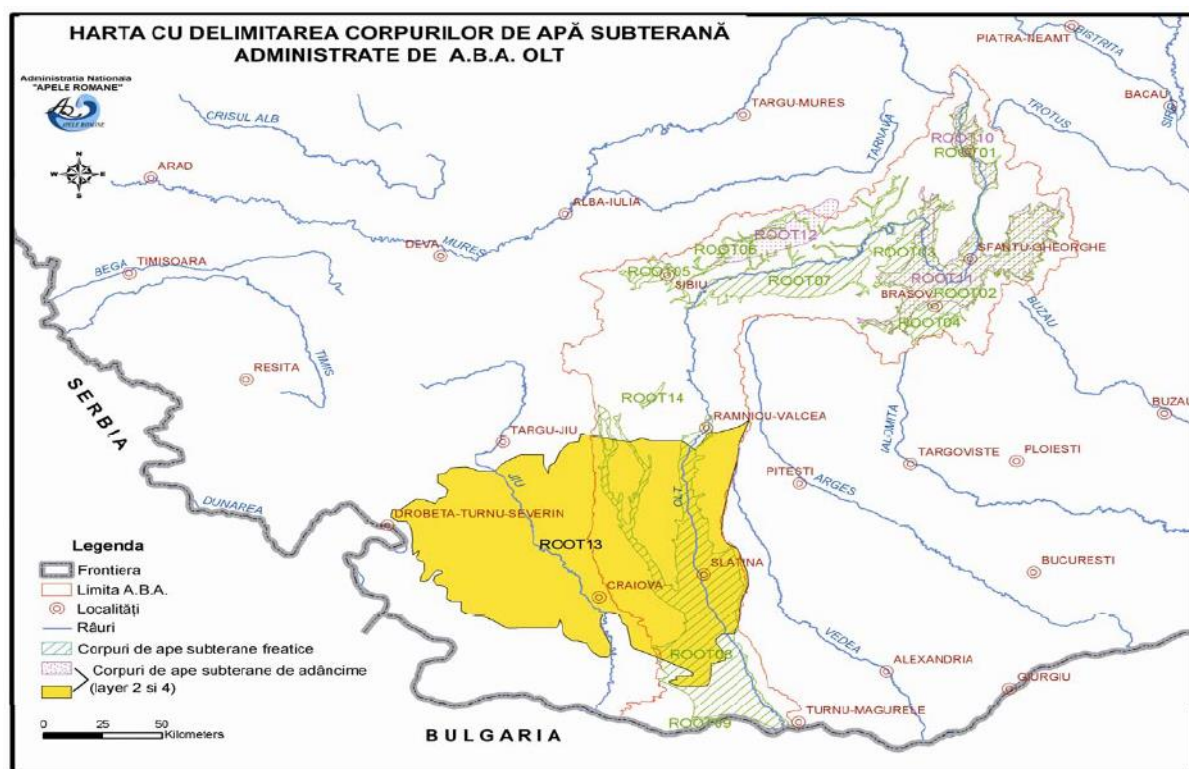 HARTA CU DELIMITAREA CORPURILOR DE APĂ SUBTERANĂ
ADMINISTRATE DE A.B.A. OLT
Administratia Nationala
"APELE ROMANE"
APELE ROMANE
N
W
E
S
PIATRA-NEAMT
BISTRITA
BACAU
TARGU-MURES
TROTUS
CRISUL ALB
TARNAVA
ROOT10
ROOT01
ARAD
ALBA-IULIA
DEVA
MURES
ROOT12
ROOT06
ROOT03
SFANTU-GHEORGHE
BEGA
TIMISOARA
ROOT05
SIBIU
ROOT07
ROOT11
BRASOV
ROOT02
ROOT04
BUZAU
TIMIS
RESITA
SERBIA
ROOT14
RAMNICU-VALCEA
BUZAU
TARGU-JIU
IALOMITA
TARGOVISTE
PLOIESTI
PITESTI
ARGES
JIU
OLT
DUNAREA
DROBETA-TURNU-SEVERIN
ROOT13
BUCURESTI
SLATINA
CRAIOVA
VEDEA
ROOT08
ALEXANDRIA
GIURGIU
ROOT09
TURNU-MAGURELE
BULGARIA
Legenda
Frontiera
Limita A.B.A.
Localități
Râuri
Corpuri de ape subterane freatice
Corpuri de ape subterane de adâncime
(layer 2 si 4)
0 25 50
Kilometers